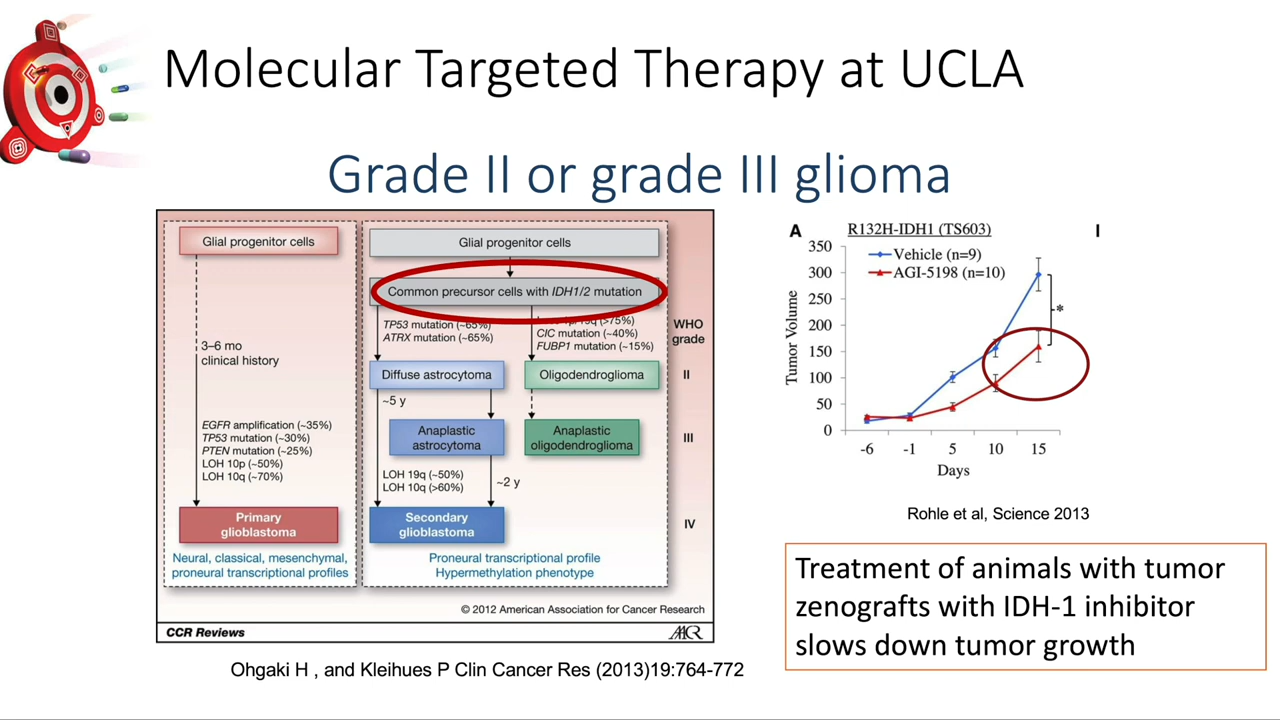 Molecular Targeted Therapy at UCLA
Grade II or grade III glioma
Glial progenitor cells
3–6 mo
clinical history
EGFR amplification (~35%)
TP53 mutation (~30%)
PTEN mutation (~25%)
LOH 10p (~50%)
LOH 10q (~70%)
Primary
glioblastoma
Neural, classical, mesenchymal,
proneural transcriptional profiles
Glial progenitor cells
Common precursor cells with IDH1/2 mutation
TP53 mutation (~65%)
ATRX mutation (~65%)
(>75%)
CIC mutation (~40%)
FUBP1 mutation (~15%)
WHO
grade
Diffuse astrocytoma
Oligodendroglioma
II
~5 y
Anaplastic
astrocytoma
Anaplastic
oligodendroglioma
III
LOH 19q (~50%)
LOH 10q (>60%)
~2 y
Secondary
glioblastoma
IV
Proneural transcriptional profile
Hypermethylation phenotype
© 2012 American Association for Cancer Research
CCR Reviews
AACR
Ohgaki H , and Kleihues P Clin Cancer Res (2013)19:764-772
A
R132H-IDH1 (TS603)
I
Vehicle (n=9)
AGI-5198 (n=10)
Tumor Volume
350
300
250
200
150
100
50
0
*
-6 -1 5 10 15
Days
Rohle et al, Science 2013
Treatment of animals with tumor
zenografts with IDH-1 inhibitor
slows down tumor growth